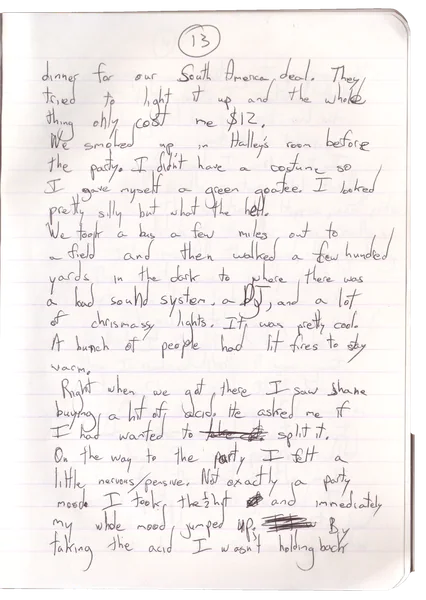 13
dinner for our South America deal. They
tried to light it up and the whole
thing only cost me $12.
We smoked up in Halley's room before
the party. I didn't have a costume so
I gave myself a green goatee. I looked
pretty silly but what the hell.
We took a bus a few miles out to
a field and then walked a few hundred
yards in the dark to where there was
a bad sound system, a DJ, and a lot
of chrismassy lights. It was pretty cool.
A bunch of people had lit fires to stay
warm.
Right when we got there I saw Shane
buying a hit of acid. He asked me if
I had wanted to split it.
On the way to the party I felt a
little nervous pensive. Not exactly a party
mood. I took the ½ hit and immediately
my whole mood jumped up. By
taking the acid I wasn't holding back